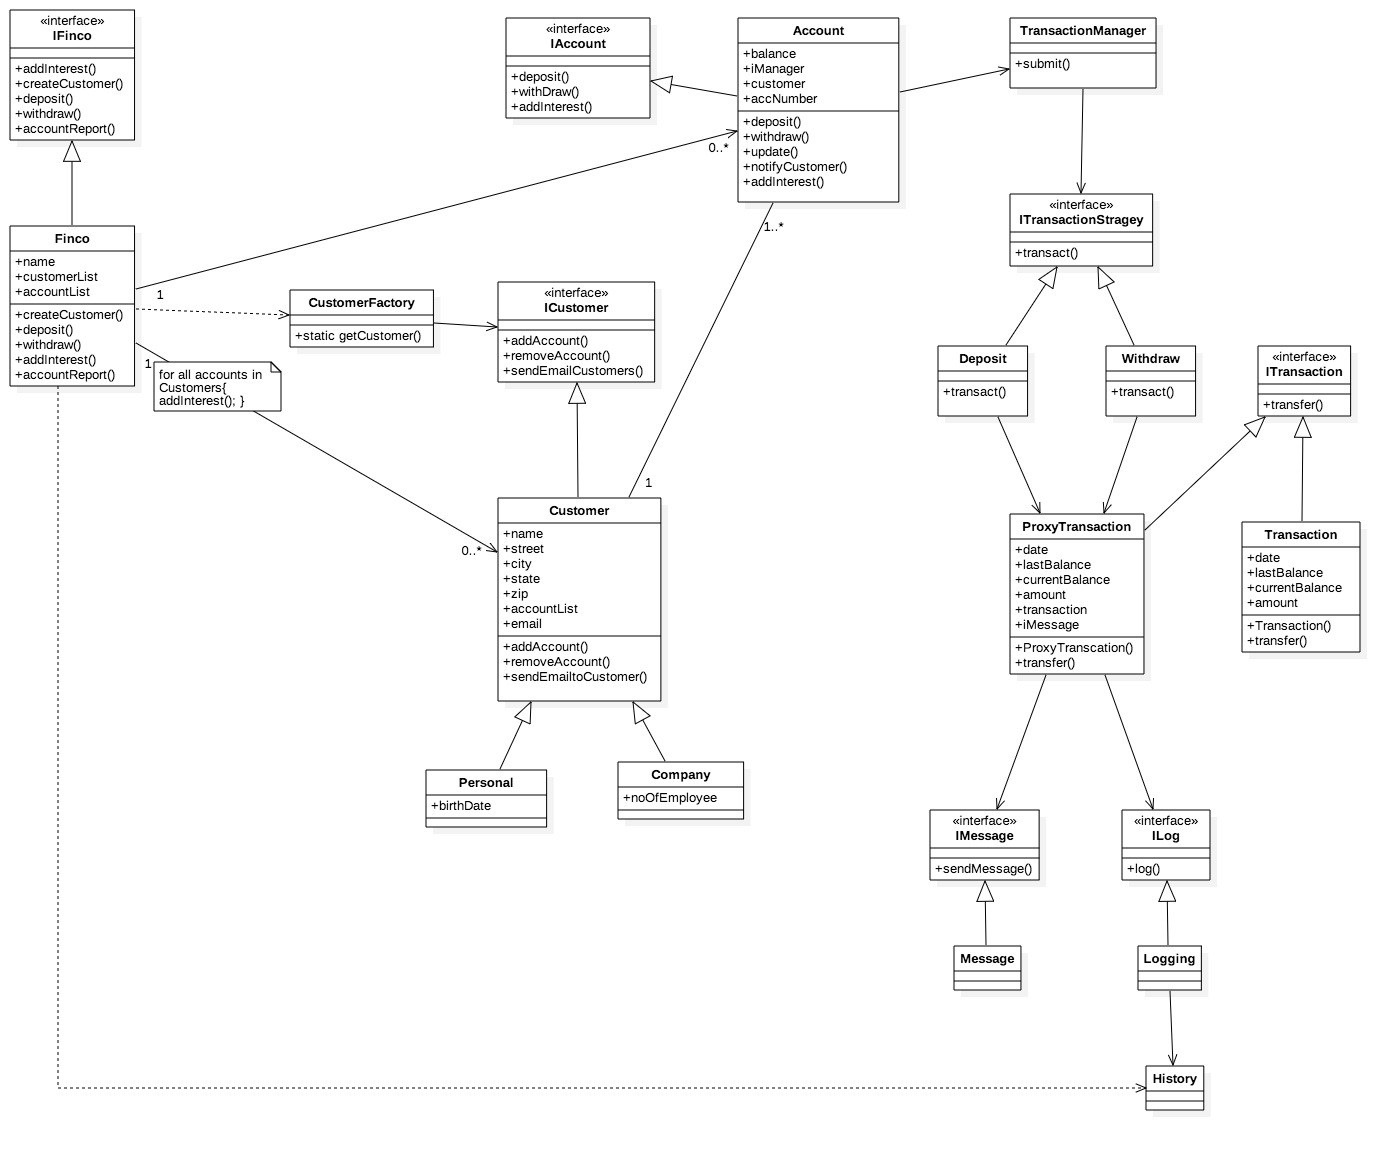 «interface»
IFinco
+addInterest()
+createCustomer()
+deposit()
+withdraw()
+accountReport()
«interface»
IAccount
+deposit()
+withDraw()
+addInterest()
Account
+balance
+iManager
+customer
+accNumber
+deposit()
+withdraw()
+update()
+notifyCustomer()
+addInterest()
TransactionManager
+submit()
0..*
1..*
«interface»
ITransactionStragey
+transact()
Finco
+name
+customerList
+accountList
+createCustomer()
+deposit()
+withdraw()
+addInterest()
+accountReport()
1
1
CustomerFactory
+static getCustomer()
«interface»
ICustomer
+addAccount()
+removeAccount()
+sendEmailCustomers()
for all accounts in
Customers{
addInterest(); }
Deposit
+transact()
Withdraw
+transact()
«interface»
ITransaction
+transfer()
1
0..*
Customer
+name
+street
+city
+state
+zip
+accountList
+email
+addAccount()
+removeAccount()
+sendEmailtoCustomer()
ProxyTransaction
+date
+lastBalance
+currentBalance
+amount
+transaction
+iMessage
+ProxyTranscation()
+transfer()
Transaction
+date
+lastBalance
+currentBalance
+amount
+Transaction()
+transfer()
Personal
+birthDate
Company
+noOfEmployee
«interface»
IMessage
+sendMessage()
«interface»
ILog
+log()
Message
Logging
History